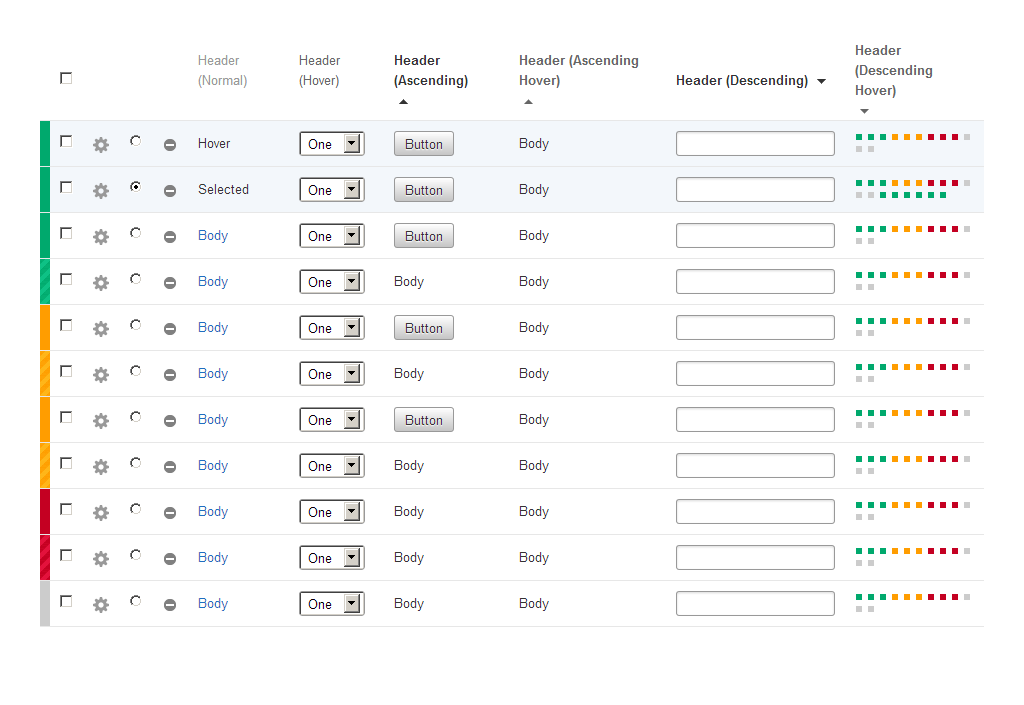 Header (Normal)
Header (Hover)
Header (Ascending)
Header (Ascending Hover)
Header (Descending)
Header (Descending Hover)
Hover One Button Body
Selected One Button Body
Body One Button Body
Body One Body Body
Body One Button Body
Body One Body Body
Body One Button Body
Body One Body Body
Body One Body Body
Body One Body Body
Body One Body Body